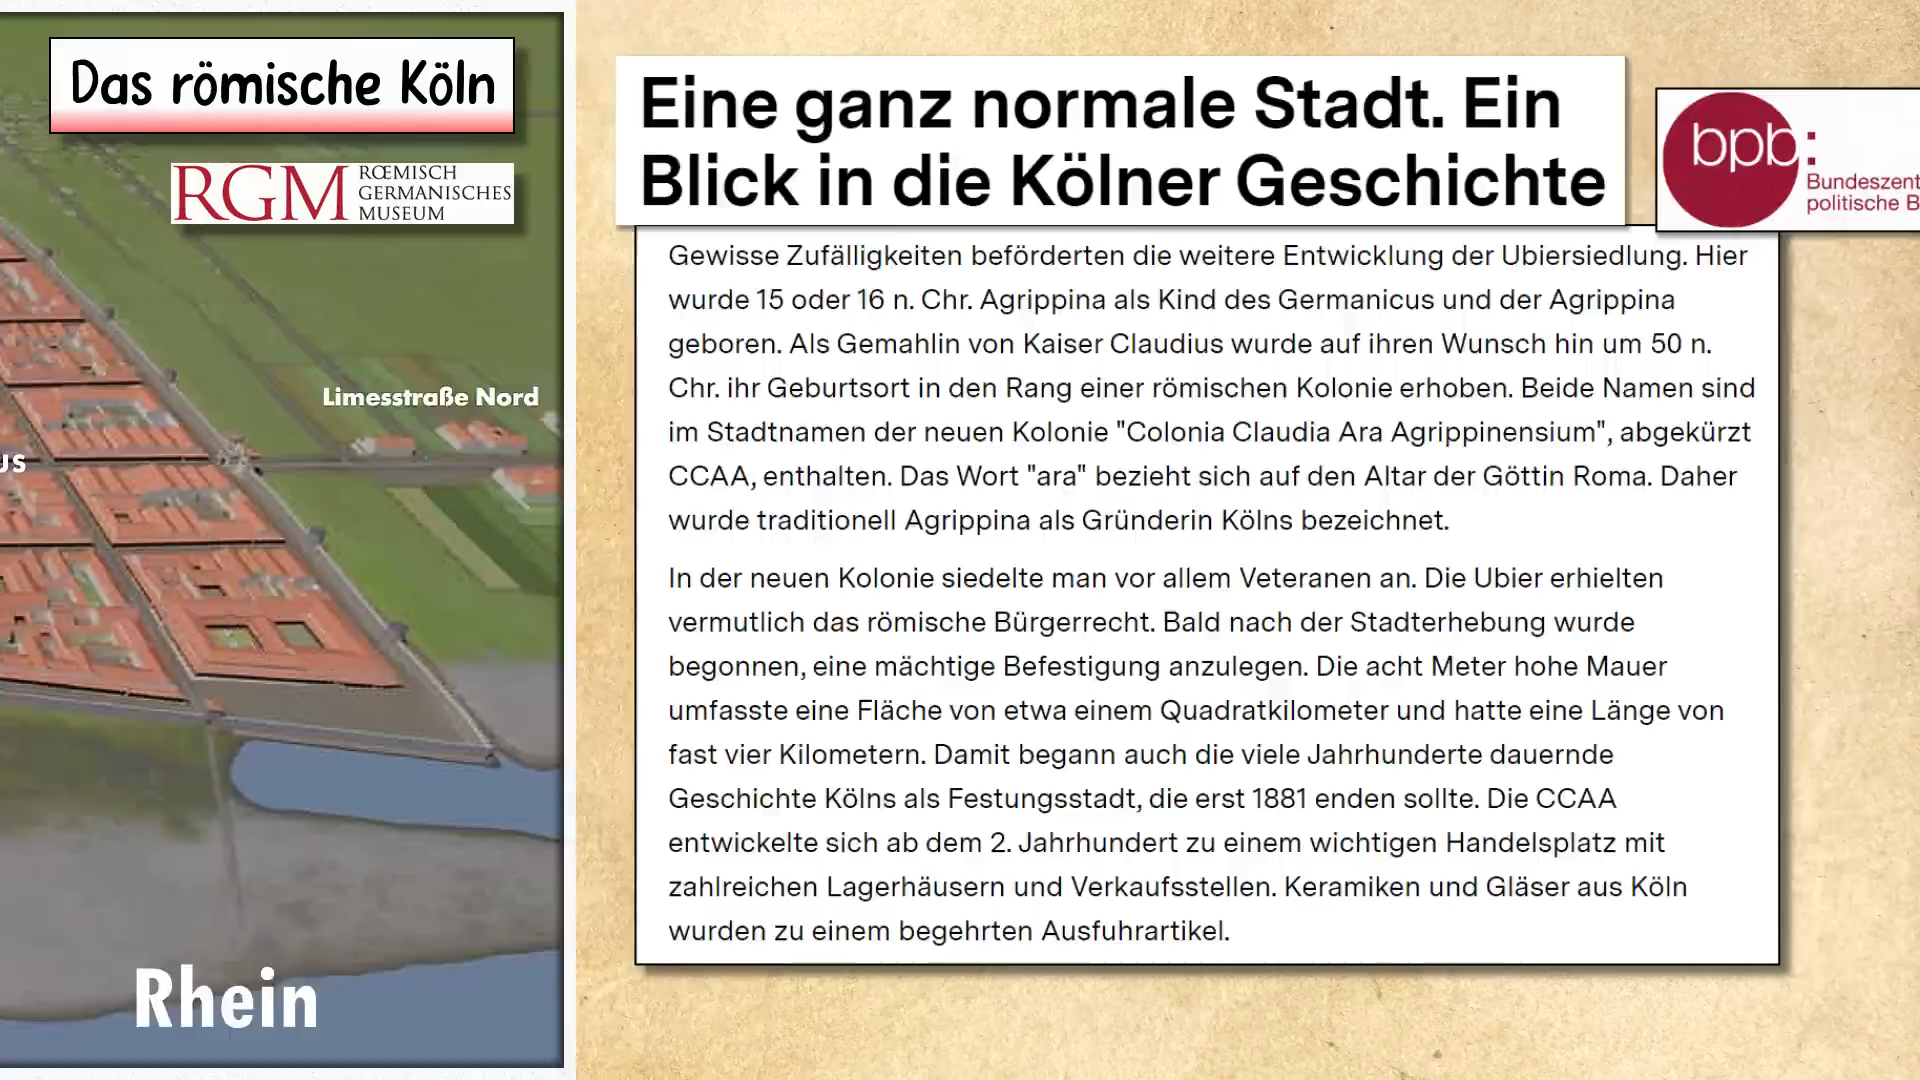 Das römische Köln
RGM
RŒMISCH
GERMANISCHES
MUSEUM
Limesstraße Nord
US
Rhein
Eine ganz normale Stadt. Ein
Blick in die Kölner Geschichte
bpb:
Bundeszent
politische B
Gewisse Zufälligkeiten beförderten die weitere Entwicklung der Ubiersiedlung. Hier
wurde 15 oder 16 n. Chr. Agrippina als Kind des Germanicus und der Agrippina
geboren. Als Gemahlin von Kaiser Claudius wurde auf ihren Wunsch hin um 50 n.
Chr. ihr Geburtsort in den Rang einer römischen Kolonie erhoben. Beide Namen sind
im Stadtnamen der neuen Kolonie "Colonia Claudia Ara Agrippinensium", abgekürzt
CCAA, enthalten. Das Wort "ara" bezieht sich auf den Altar der Göttin Roma. Daher
wurde traditionell Agrippina als Gründerin Kölns bezeichnet.
In der neuen Kolonie siedelte man vor allem Veteranen an. Die Ubier erhielten
vermutlich das römische Bürgerrecht. Bald nach der Stadterhebung wurde
begonnen, eine mächtige Befestigung anzulegen. Die acht Meter hohe Mauer
umfasste eine Fläche von etwa einem Quadratkilometer und hatte eine Länge von
fast vier Kilometern. Damit begann auch die viele Jahrhunderte dauernde
Geschichte Kölns als Festungsstadt, die erst 1881 enden sollte. Die CCAA
entwickelte sich ab dem 2. Jahrhundert zu einem wichtigen Handelsplatz mit
zahlreichen Lagerhäusern und Verkaufsstellen. Keramiken und Gläser aus Köln
wurden zu einem begehrten Ausfuhrartikel.